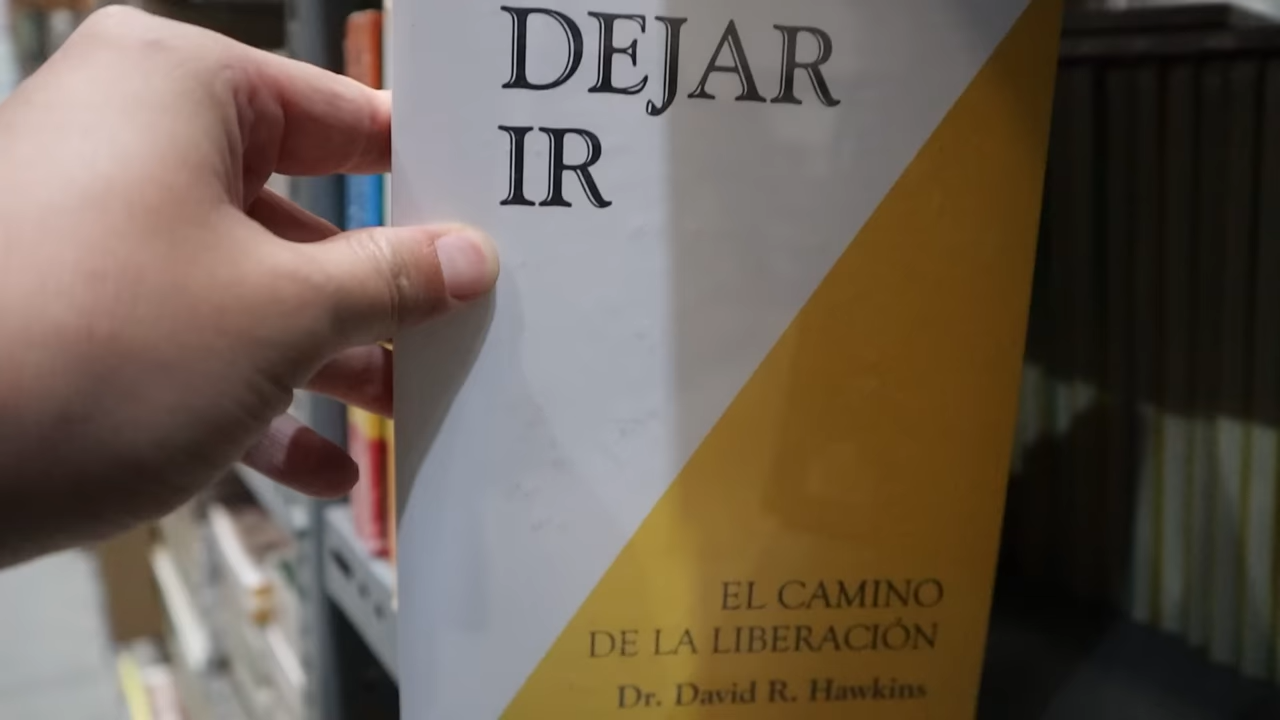 DEJAR
IR
EL CAMINO
DE LA LIBERACIÓN
Dr. David R. Hawkins